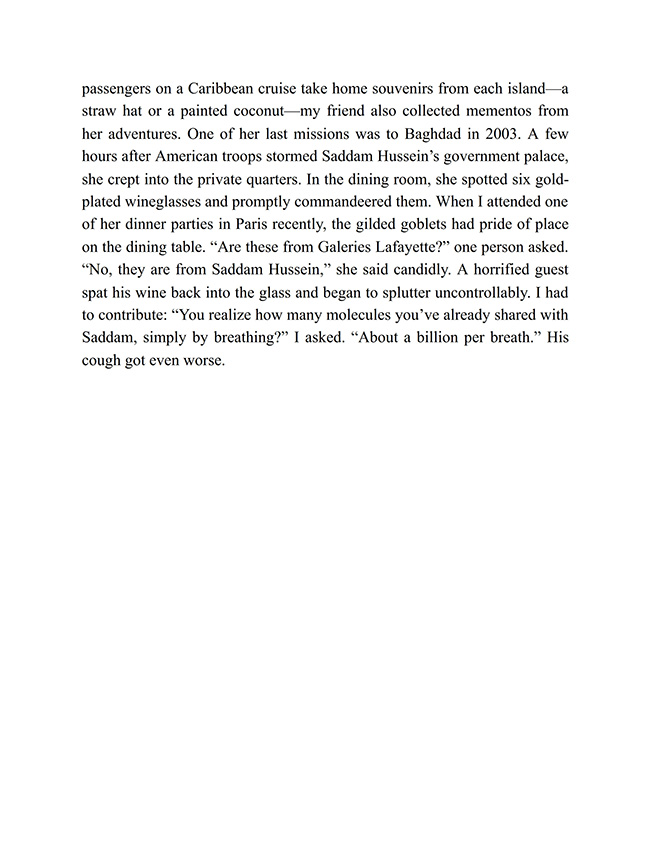 passengers on a Caribbean cruise take home souvenirs from each island—a
straw hat or a painted coconut—my friend also collected mementos from
her adventures. One of her last missions was to Baghdad in 2003. A few
hours after American troops stormed Saddam Hussein’s government palace,
she crept into the private quarters. In the dining room, she spotted six gold-
plated wineglasses and promptly commandeered them. When I attended one
of her dinner parties in Paris recently, the gilded goblets had pride of place
on the dining table. “Are these from Galeries Lafayette?” one person asked.
“No, they are from Saddam Hussein,” she said candidly. A horrified guest
spat his wine back into the glass and began to splutter uncontrollably. I had
to contribute: “You realize how many molecules you’ve already shared with
Saddam, simply by breathing?” I asked. “About a billion per breath.” His
cough got even worse.